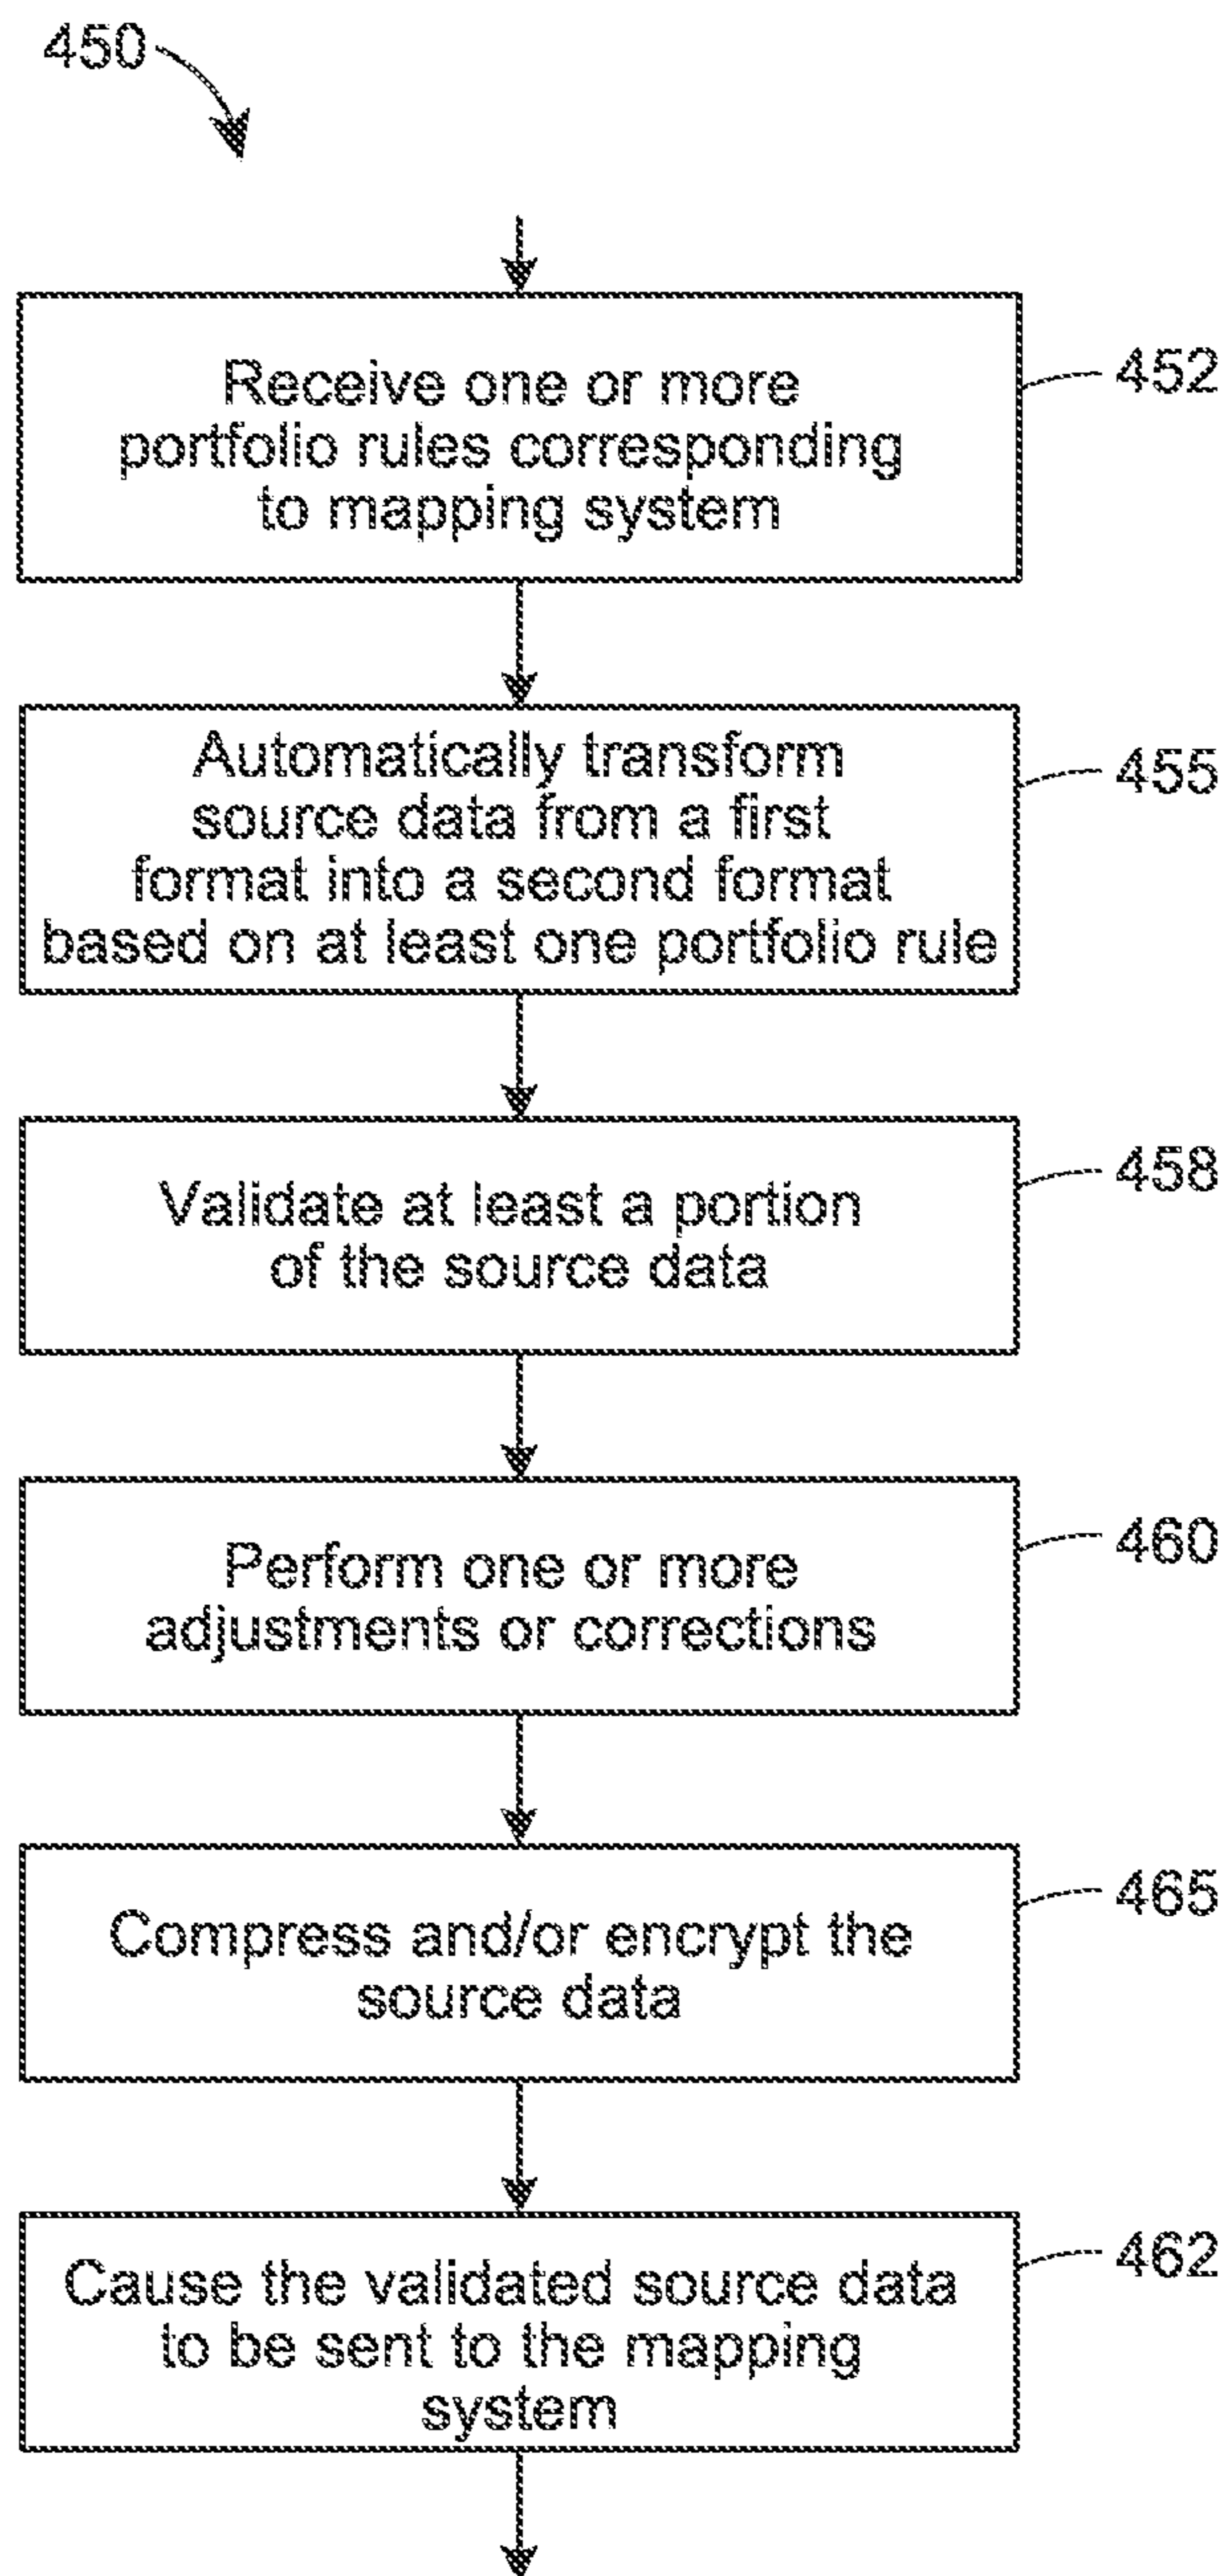 450
Receive one or more
portfolio rules corresponding
to mapping system
452
Automatically transform
source data from a first
format into a second format
based on at least one portfolio rule
455
Validate at least a portion
of the source data
458
Perform one or more
adjustments or corrections
460
Compress and/or encrypt the
source data
465
Cause the validated source data
to be sent to the mapping
system
462